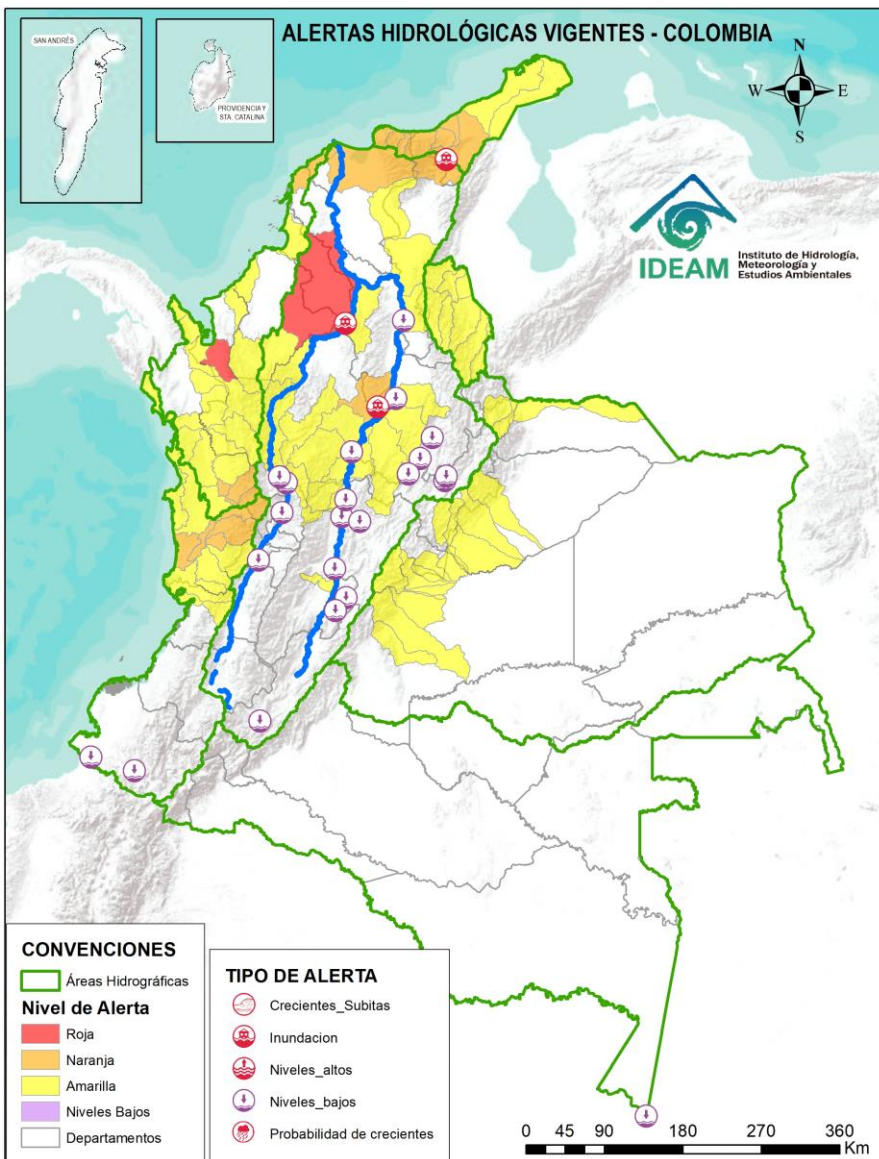 ALERTAS HIDROLÓGICAS VIGENTES - COLOMBIA
SAN ANDRÉS
PROVIDENCIA Y
STA. CATALINA
N
W
E
S
IDEAM
Instituto de Hidrología,
Meteorología y
Estudios Ambientales
CONVENCIONES
Áreas Hidrográficas
Nivel de Alerta
Roja
Naranja
Amarilla
Niveles Bajos
Departamentos
TIPO DE ALERTA
Crecientes_Subitas
Inundacion
Niveles_altos
Niveles_bajos
Probabilidad de crecientes
0 45 90 180 270 360
Km